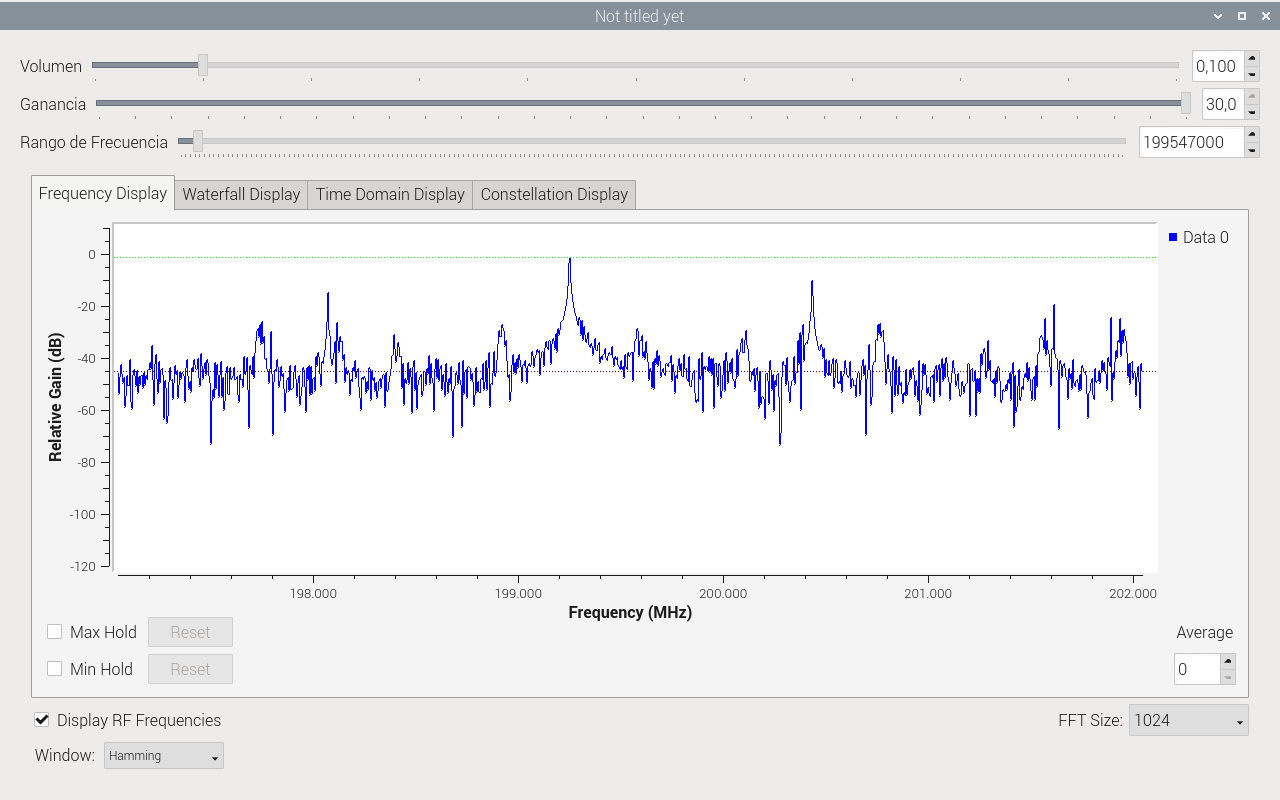 Not titled yet
Volumen 0,100
Ganancia 30,0
Rango de Frecuencia 199547000
Frequency Display Waterfall Display Time Domain Display Constellation Display
Data 0
0
-20
-40
-60
-80
-100
-120
Relative Gain (dB)
198.000 199.000 200.000 201.000 202.000
Frequency (MHz)
Max Hold Reset Average
Min Hold Reset 0
Display RF Frequencies FFT Size: 1024
Window: Hamming